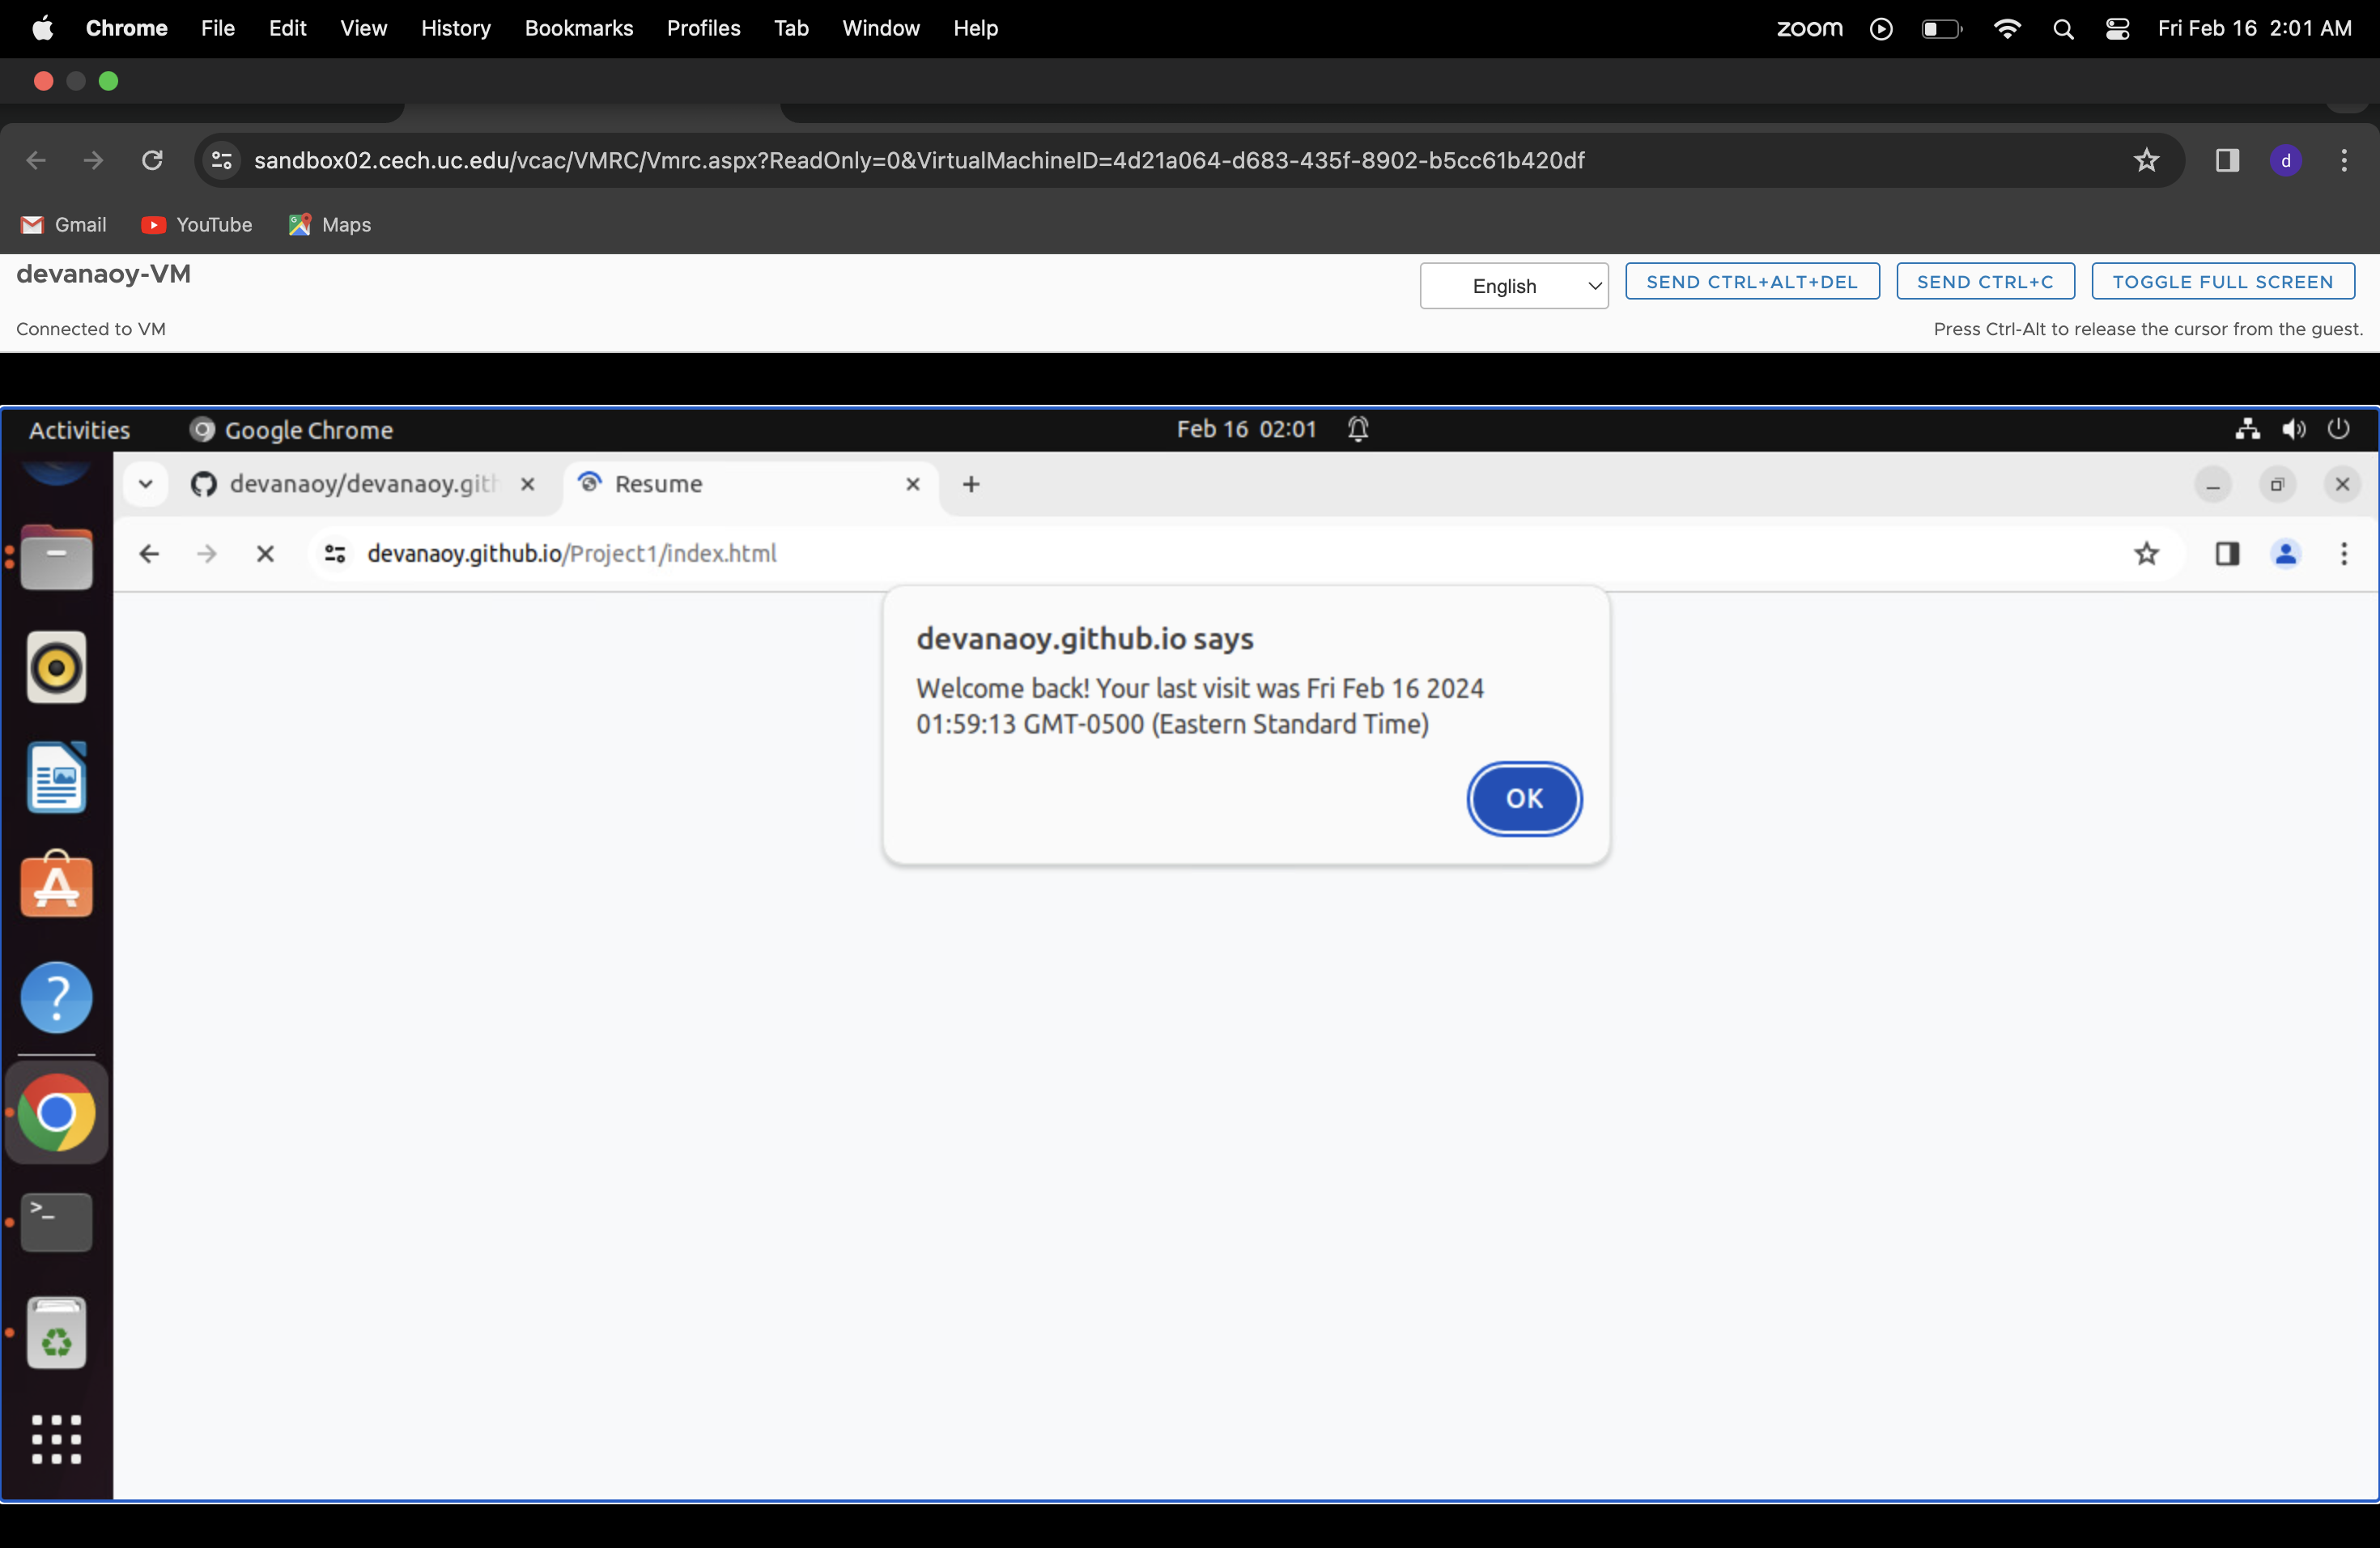 Chrome File Edit View History Bookmarks Profiles Tab Window Help zoom Fri Feb 16 2:01 AM
sandbox02.cech.uc.edu/vcac/VMRC/Vmrc.aspx?ReadOnly=0&VirtualMachineID=4d21a064-d683-435f-8902-b5cc61b420df d
Gmail YouTube Maps
devanaoy-VM English SEND CTRL+ALT+DEL SEND CTRL+C TOGGLE FULL SCREEN
Connected to VM Press Ctrl-Alt to release the cursor from the guest.
Activities Google Chrome Feb 16 02:01
devanaoy/devanaoy.gith Resume
devanaoy.github.io/Project1/index.html
devanaoy.github.io says
Welcome back! Your last visit was Fri Feb 16 2024
01:59:13 GMT-0500 (Eastern Standard Time)
OK